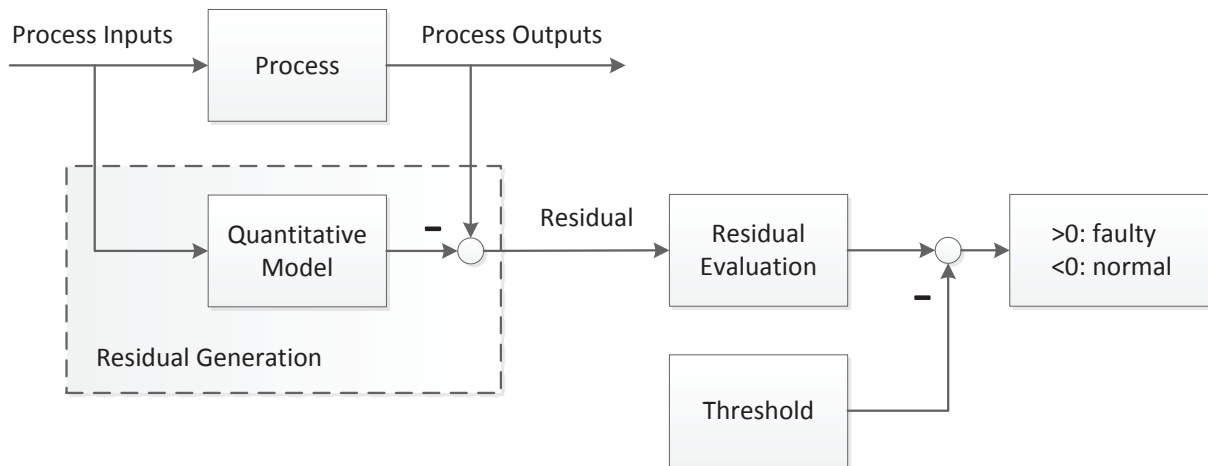 Process Inputs
Process
Process Outputs
Quantitative
Model
-
Residual Generation
Residual
Residual
Evaluation
-
Threshold
>0: faulty
<0: normal